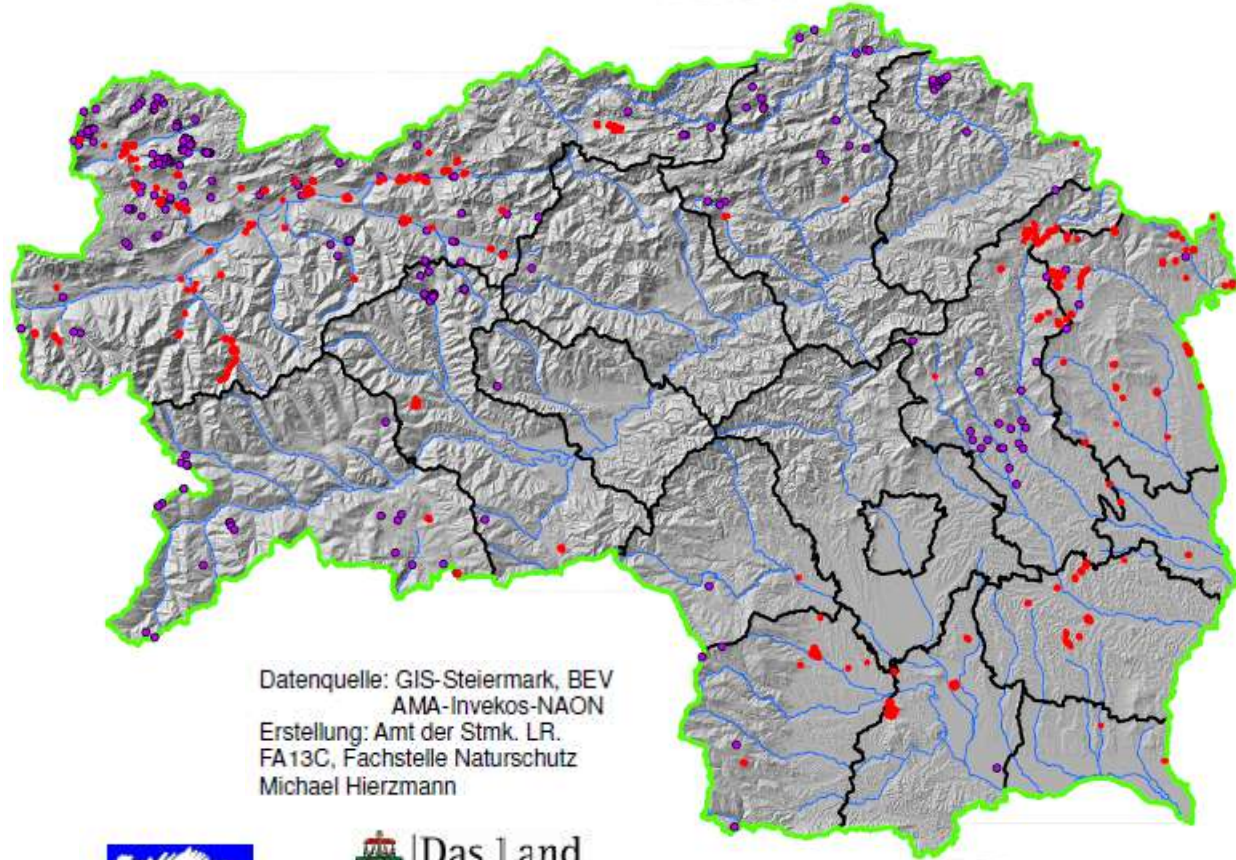 Datenquelle: GIS-Steiermark, BEV
AMA-Invekos-NAON
Erstellung: Amt der Stmk. LR.
FA13C, Fachstelle Naturschutz
Michael Hierzmann
Das Land